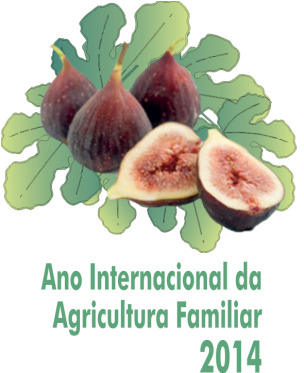 Ano Internacional da
Agricultura Familiar
2014